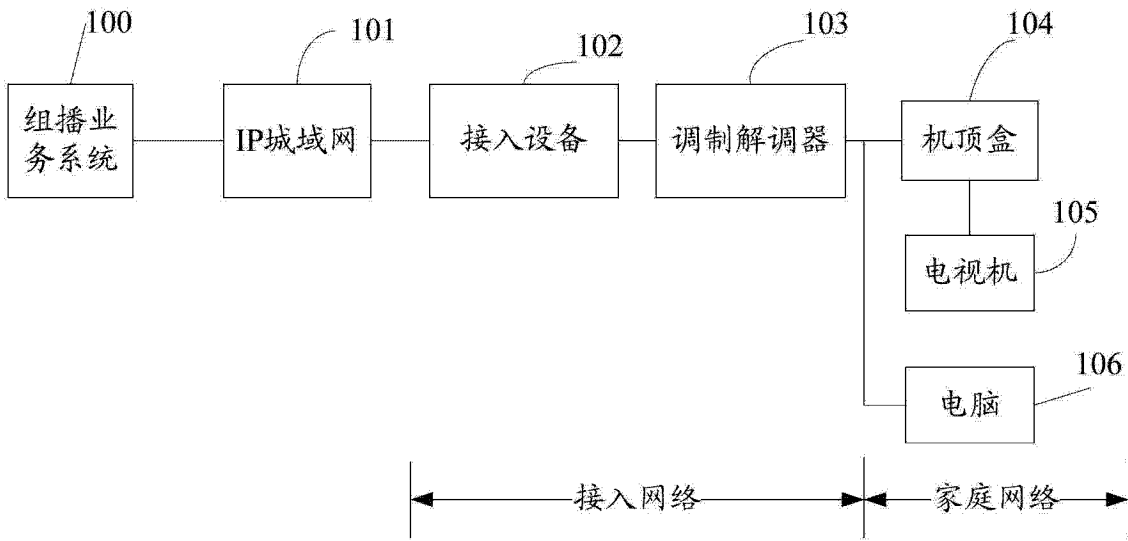 100
101
102
103
104
组播业
务系统
IP城域网
接入设备
调制解调器
机顶盒
105
电视机
106
电脑
接入网络
家庭网络